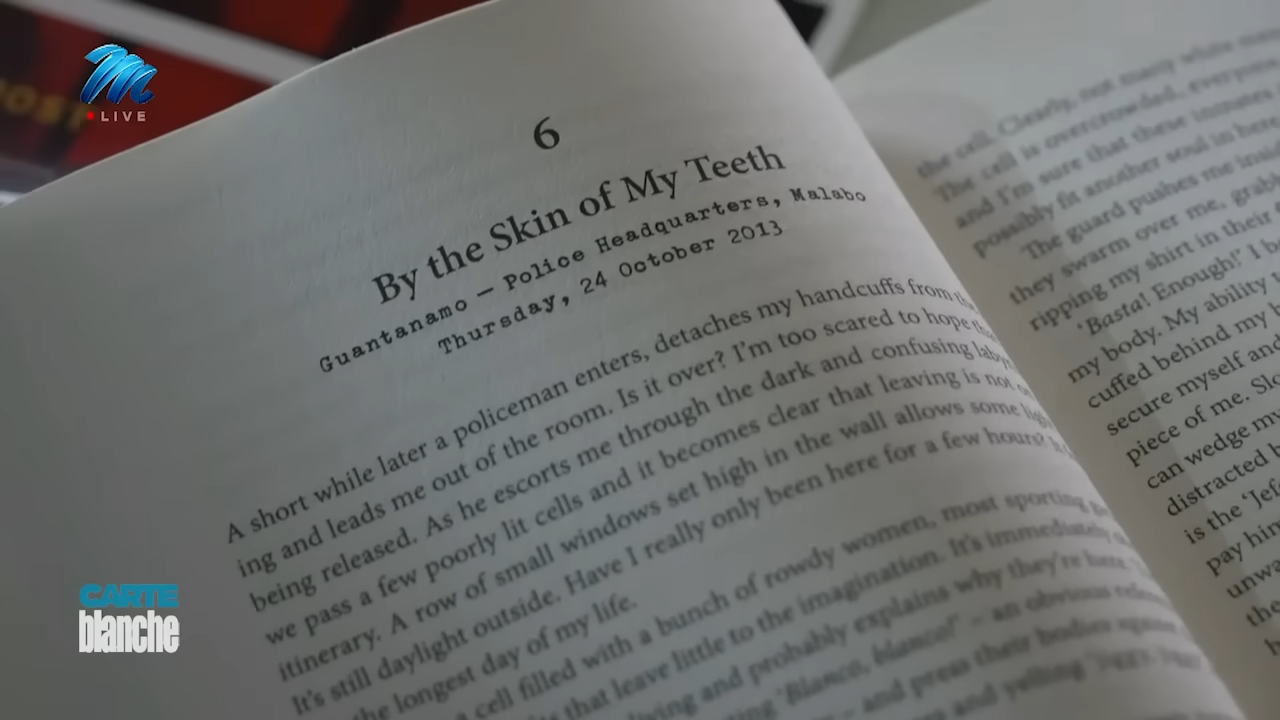 OST
M
LIVE
6
By the Skin of My Teeth
Guantanamo – Police Headquarters, Malabo
Thursday, 24 October 2013
A short while later a policeman enters, detaches my handcuffs from
ing and leads me out of the room. Is it over? I'm too scared to hope
being released. As he escorts me through the dark and confusing
we pass a few poorly lit cells and it becomes clear that leaving is not
itinerary. A row of small windows set high in the wall allows some
It's still daylight outside. Have I really only been here for a few hours?
the longest day of my life.
cell filled with a bunch of rowdy women, most sporting
that leave little to the imagination. It's immediately
and probably explains why they're here.
'Blanco, blanco!' – an obvious
– and press their bodies against
and yelling
the cell. Clearly, not many white
The cell is overcrowded, everyone
and I'm sure that these inmates
possibly fit another soul in here
The guard pushes me
they swarm over me,
ripping my shirt in their
'Basta! Enough!' I
my body. My ability
cuffed behind my
secure myself and
piece of me.
can wedge
distracted
is the
pay him
CARTE
blanche